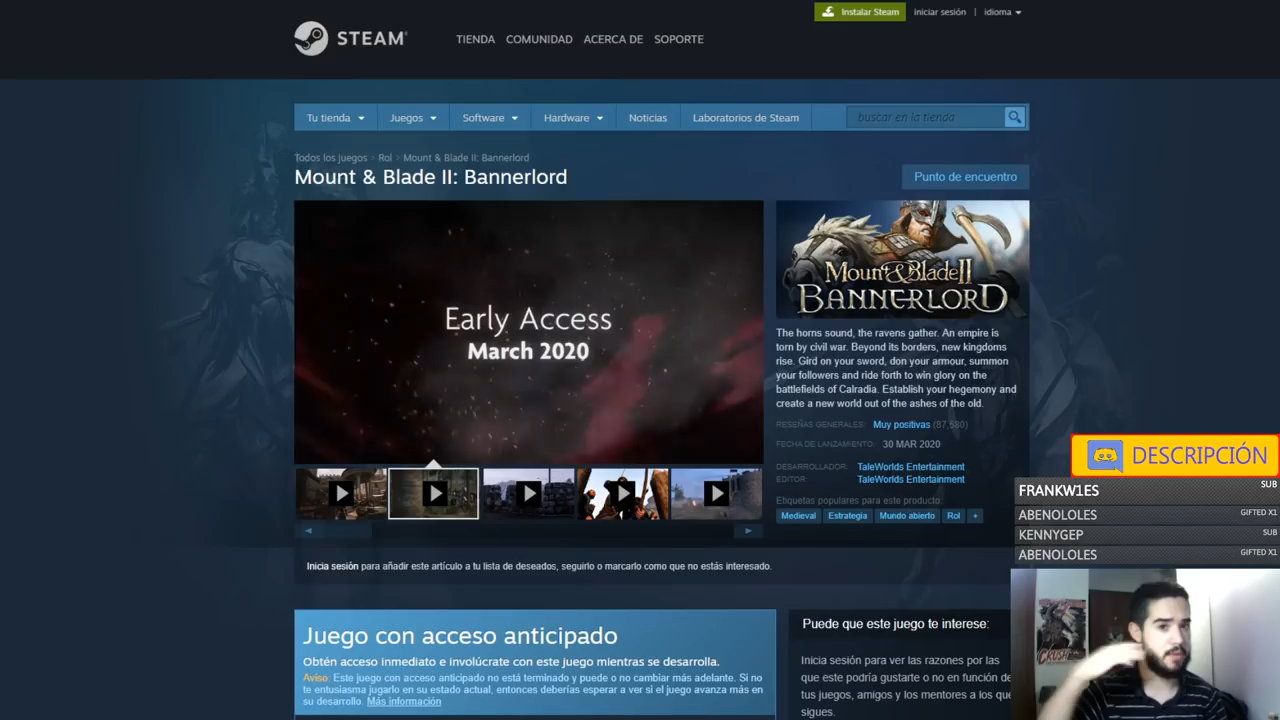 Instalar Steam
iniciar sesión | idioma
STEAM
TIENDA COMUNIDAD ACERCA DE SOPORTE
Tu tienda Juegos Software Hardware Noticias Laboratorios de Steam buscar en la tienda
Todos los juegos > Rol > Mount & Blade II: Bannerlord
Mount & Blade II: Bannerlord
Punto de encuentro
Early Access
March 2020
MOUNT & BLADE II
BANNERLORD
The horns sound, the ravens gather. An empire is
torn by civil war. Beyond its borders, new kingdoms
rise. Gird on your sword, don your armour, summon
your followers and ride forth to win glory on the
battlefields of Calradia. Establish your hegemony and
create a new world out of the ashes of the old.
RESEÑAS GENERALES: Muy positivas (87,580)
FECHA DE LANZAMIENTO: 30 MAR 2020
DESARROLLADOR: TaleWorlds Entertainment
EDITOR: TaleWorlds Entertainment
Etiquetas populares para este producto:
Medieval Estrategia Mundo abierto Rol +
Inicia sesión para añadir este artículo a tu lista de deseados, seguirlo o marcarlo como que no estás interesado.
Juego con acceso anticipado
Obtén acceso inmediato e involúcrate con este juego mientras se desarrolla.
Aviso: Este juego con acceso anticipado no está terminado y puede o no cambiar más adelante. Si no
te entusiasma jugarlo en su estado actual, entonces deberías esperar a ver si el juego avanza más en
su desarrollo. Más información
Puede que este juego te interese:
Inicia sesión para ver las razones por las
que este podría gustarte o no en función de
tus juegos, amigos y los mentores a los que
sigues.
DESCRIPCIÓN
FRANKW1ES SUB
ABENOLOLES GIFTED X1
KENNYGEP SUB
ABENOLOLES GIFTED X1